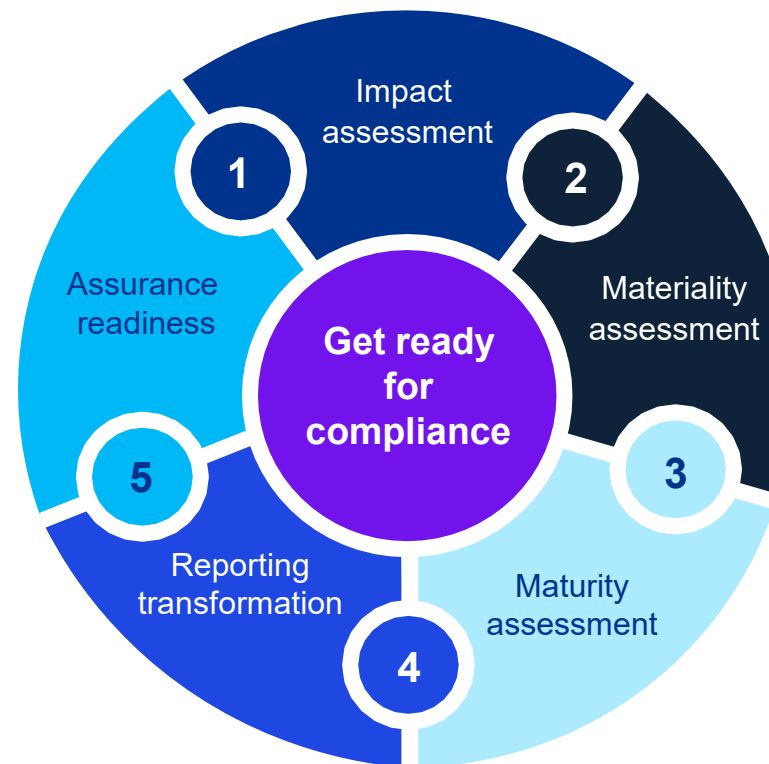 Get ready
for
compliance
1
Impact
assessment
2
Materiality
assessment
3
Maturity
assessment
4
Reporting
transformation
5
Assurance
readiness